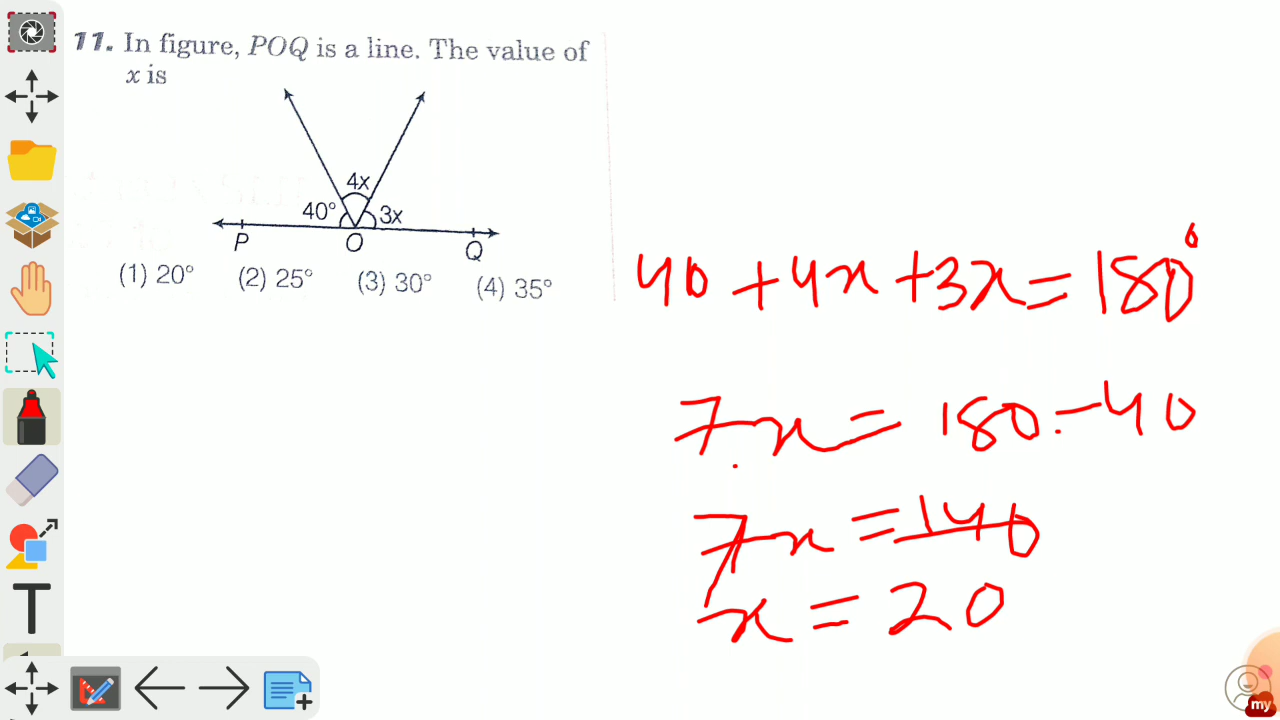 11. In figure, POQ is a line. The value of
x is
4x
40° 3x
P O Q
(1) 20° (2) 25° (3) 30° (4) 35°
40 + 4x + 3x = 180°
7x = 180 - 40
7x = 140
x = 20
T
my